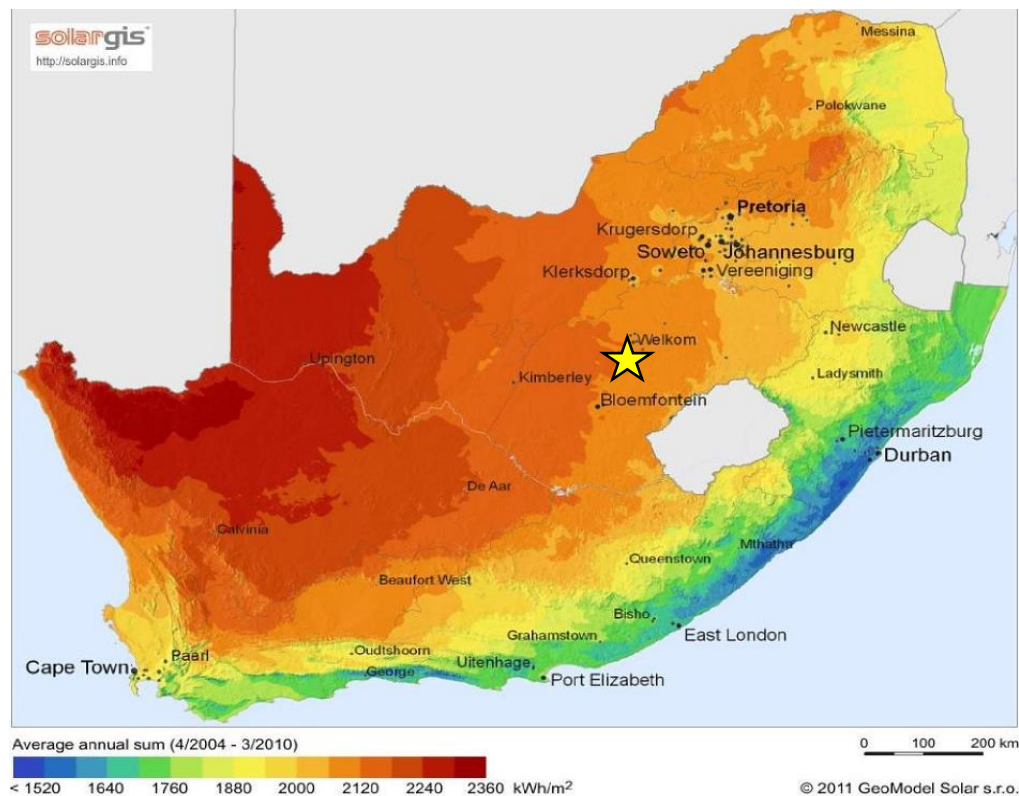 solargis
http://solargis.info
Messina
Polokwane
Pretoria
Krugersdorp
Soweto
Johannesburg
Klerksdorp
Vereeniging
Welkom
Newcastle
Upington
Kimberley
Ladysmith
Bloemfontein
Pietermaritzburg
Durban
De Aar
Calvinia
Mthatha
Queenstown
Beaufort West
Bisho
Grahamstown
East London
Oudtshoorn
Paarl
Cape Town
George
Uitenhage
Port Elizabeth
Average annual sum (4/2004 - 3/2010)
0 100 200 km
< 1520 1640 1760 1880 2000 2120 2240 2360 kWh/m²
© 2011 GeoModel Solar s.r.o.